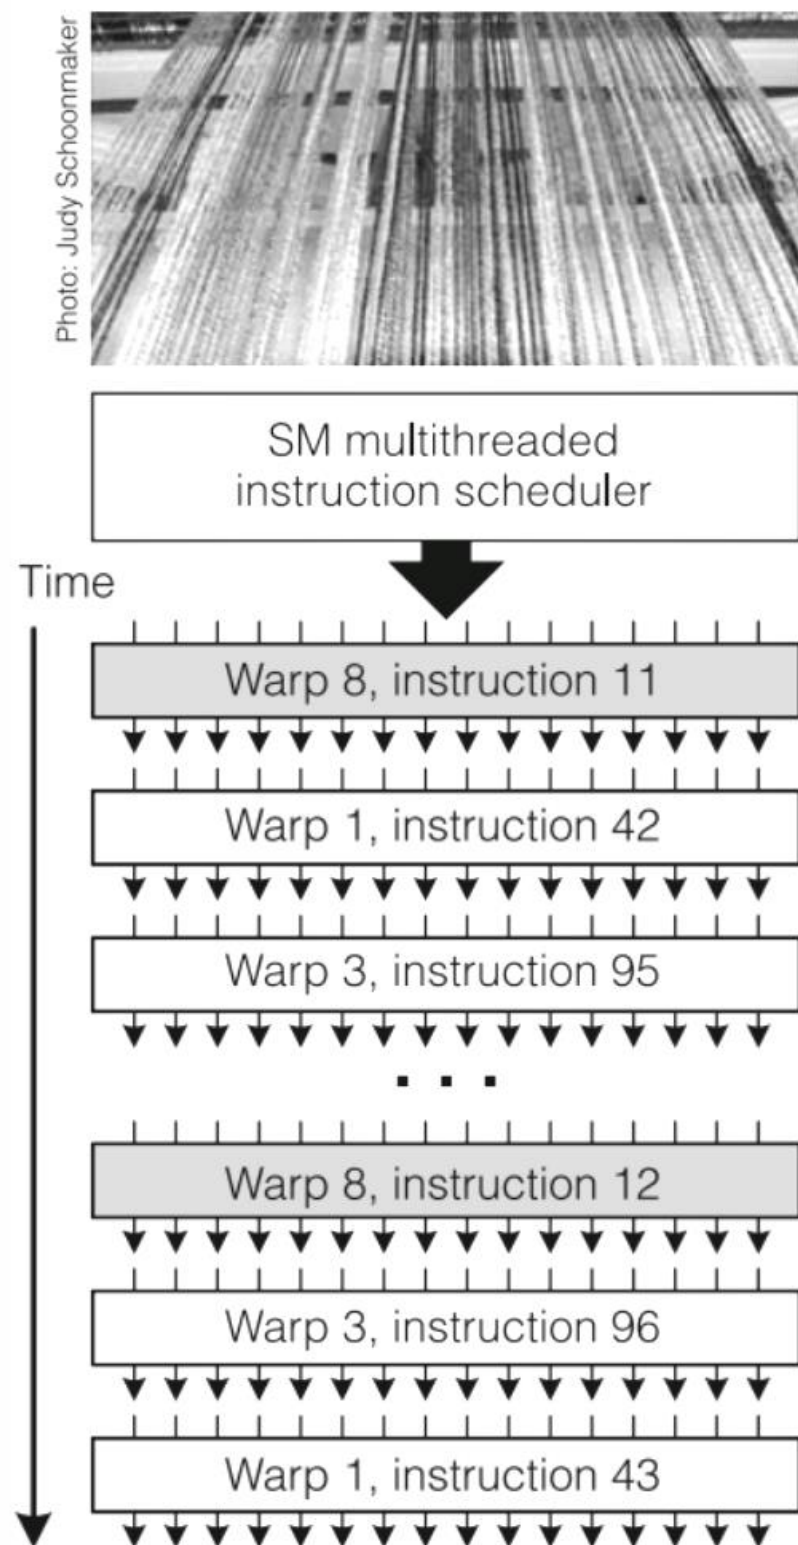 Photo: Judy Schoonmaker
SM multithreaded
instruction scheduler
Time
Warp 8, instruction 11
Warp 1, instruction 42
Warp 3, instruction 95
. . .
Warp 8, instruction 12
Warp 3, instruction 96
Warp 1, instruction 43